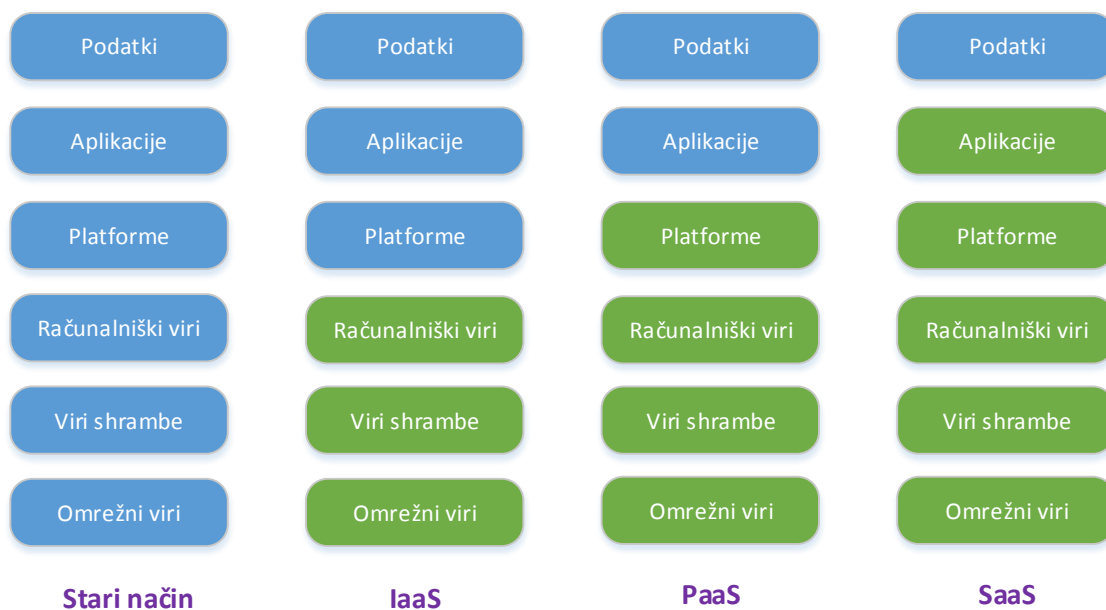 Podatki
Podatki
Podatki
Podatki
Aplikacije
Aplikacije
Aplikacije
Aplikacije
Platforme
Platforme
Platforme
Platforme
Računalniški viri
Računalniški viri
Računalniški viri
Računalniški viri
Viri shrambe
Viri shrambe
Viri shrambe
Viri shrambe
Omrežni viri
Omrežni viri
Omrežni viri
Omrežni viri
Stari način
IaaS
PaaS
SaaS